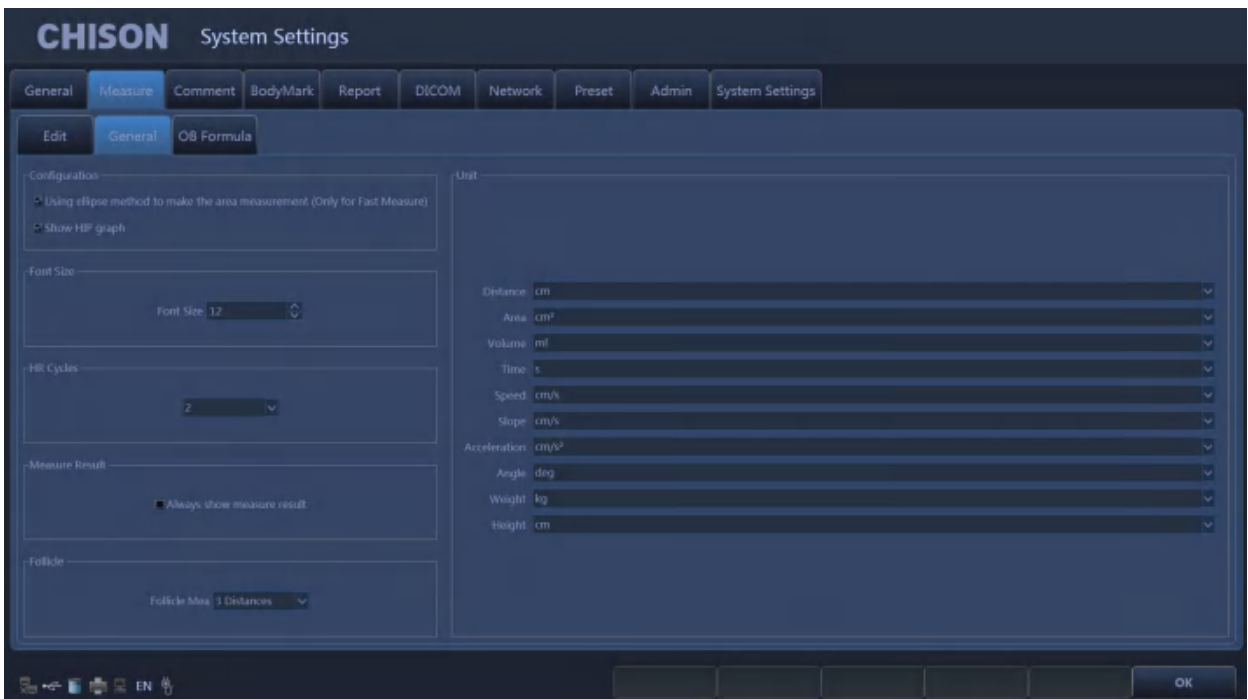 CHISON System Settings
General Measure Comment BodyMark Report DICOM Network Preset Admin System Settings
Edit General OB Formula
Configuration
Using ellipse method to make the area measurement (Only for Fast Measure)
Show HIP graph
Font Size
Font Size 12
HR Cycles
2
Measure Result
Always show measure result
Follicle
Follicle Mea 3 Distances
Unit
Distance cm
Area cm²
Volume ml
Time s
Speed cm/s
Slope cm/s
Acceleration cm/s²
Angle deg
Weight kg
Height cm
EN
OK